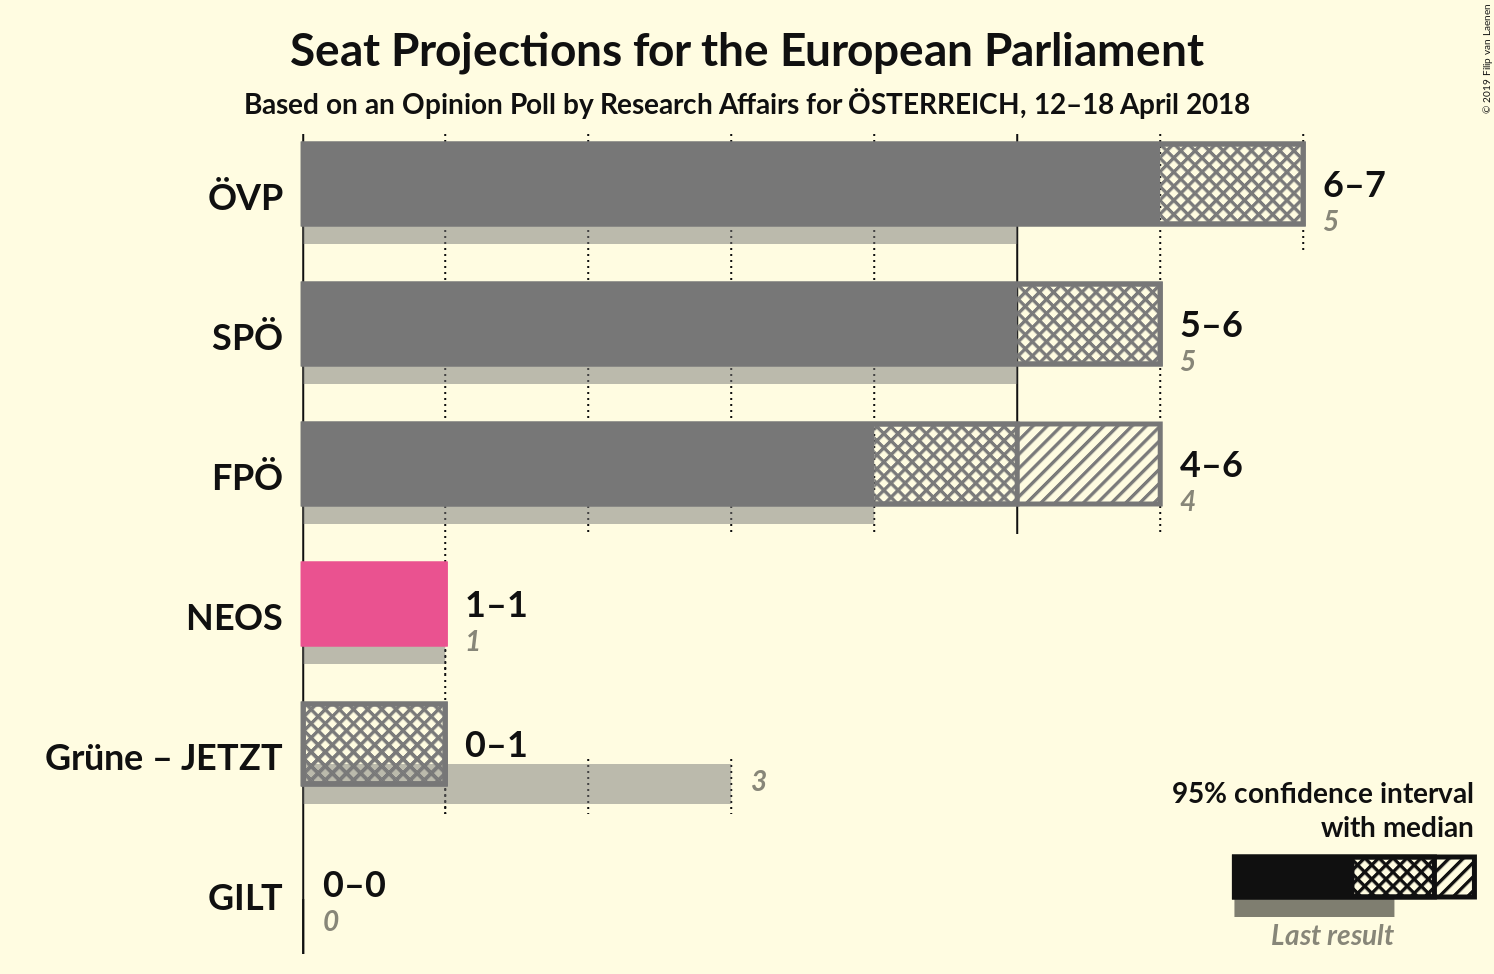 Seat Projections for the European Parliament
Based on an Opinion Poll by Research Affairs for ÖSTERREICH, 12–18 April 2018
© 2019 Filip van Laenen
ÖVP
6–7
5
SPÖ
5–6
5
FPÖ
4–6
4
NEOS
1–1
1
Grüne – JETZT
0–1
3
GILT
0–0
0
95% confidence interval
with median
Last result